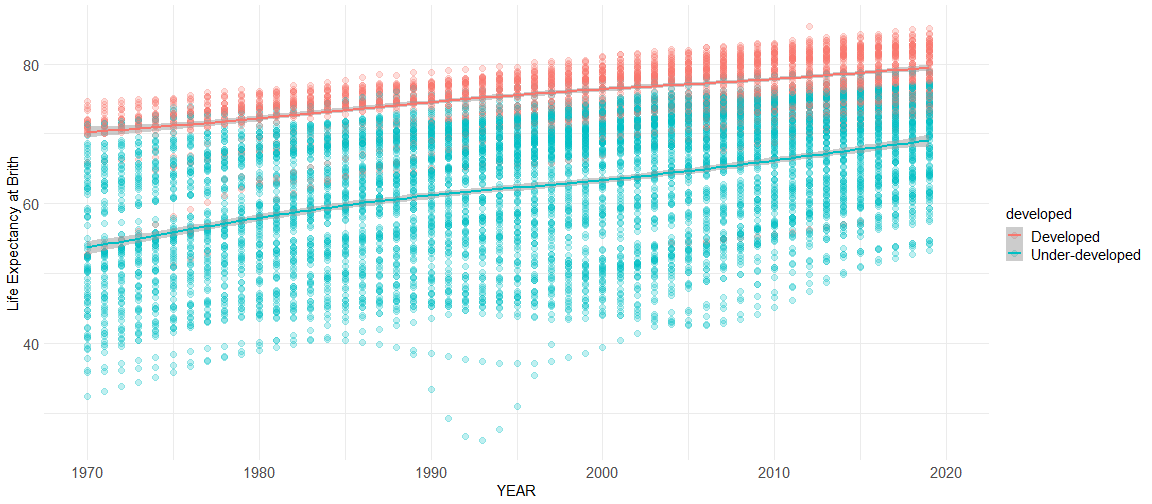 80
60
40
Life Expectancy at Brith
1970
1980
1990
2000
2010
2020
YEAR
developed
Developed
Under-developed